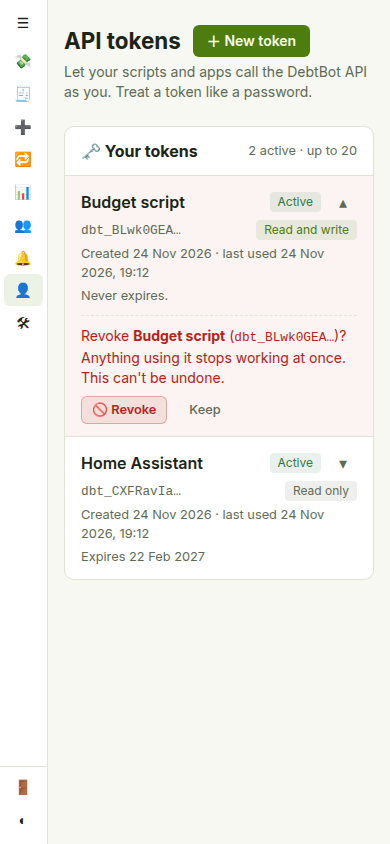 API tokens
+ New token
Let your scripts and apps call the DebtBot API
as you. Treat a token like a password.
Your tokens
2 active · up to 20
Budget script
Active
dbt_BLwk0GEA…
Read and write
Created 24 Nov 2026 · last used 24 Nov
2026, 19:12
Never expires.
Revoke Budget script (dbt_BLwk0GEA…)?
Anything using it stops working at once.
This can't be undone.
Revoke
Keep
Home Assistant
Active
dbt_CXFRavIa…
Read only
Created 24 Nov 2026 · last used 24 Nov
2026, 19:12
Expires 22 Feb 2027